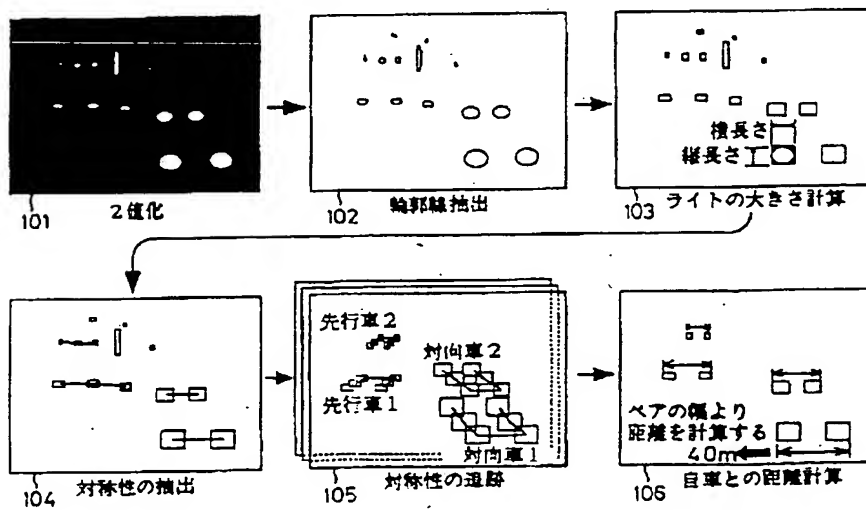 101
2値化
102
輪郭線抽出
横長さ
縦長さ
103
ライトの大きさ計算
104
対称性の抽出
先行車2
対向車2
先行車1
対向車1
105
対称性の追跡
ペアの幅より
距離を計算する
40m
106
自車との距離計算